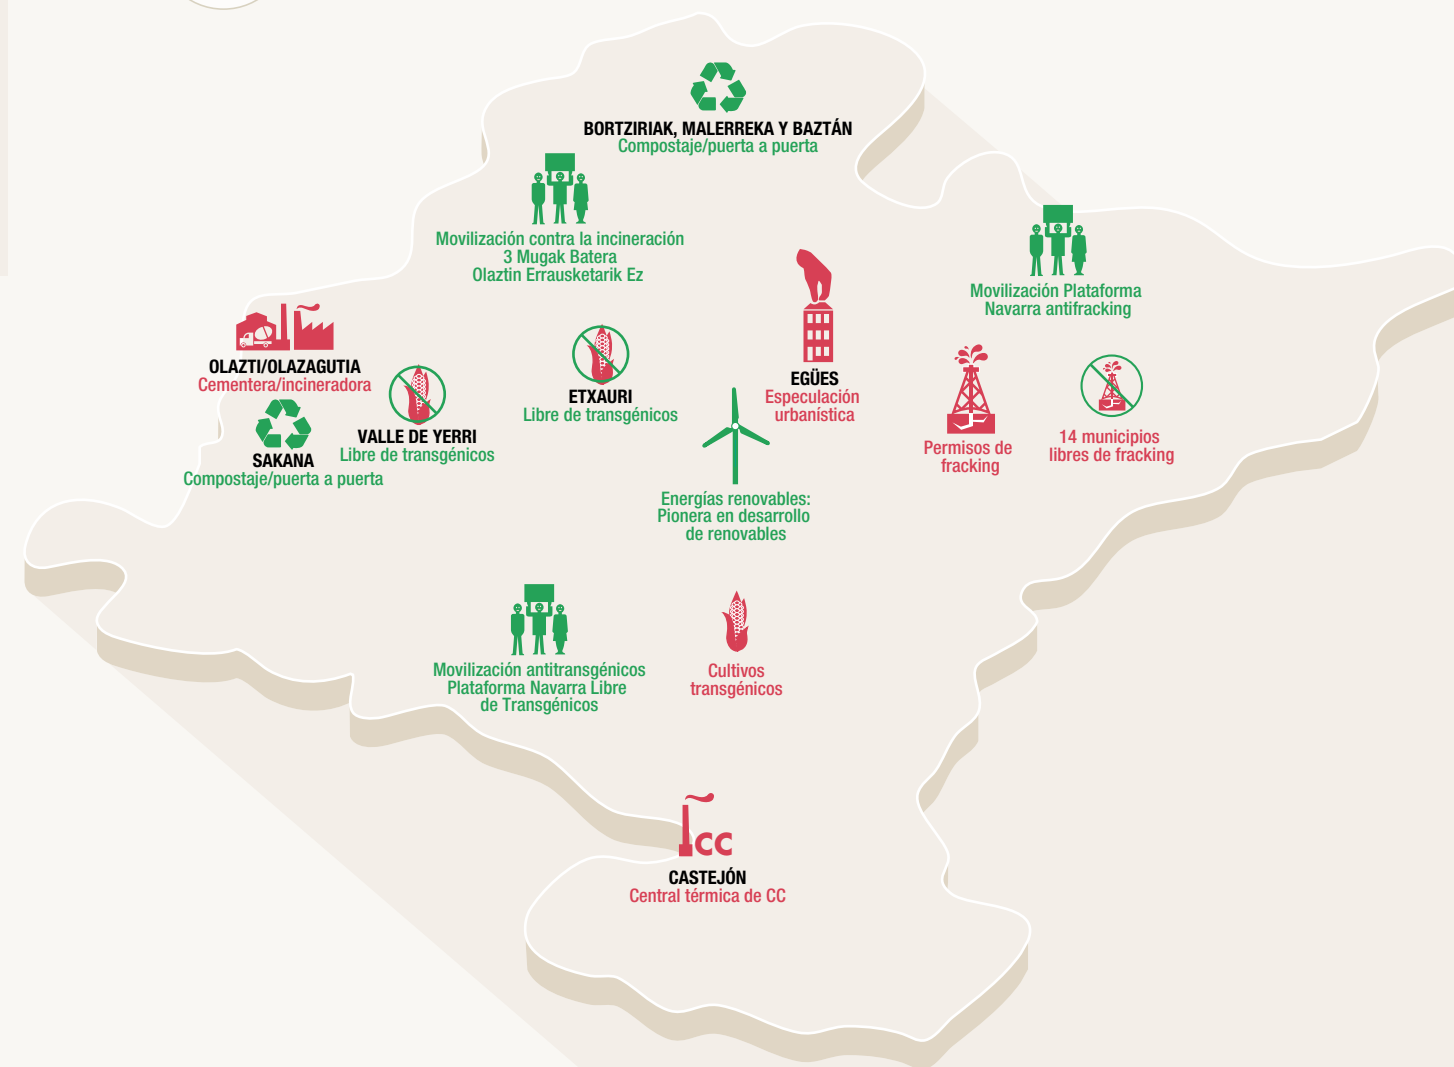 BORTZIRIAK, MALERREKA Y BAZTÁN
Compostaje/puerta a puerta
Movilización contra la incineración
3 Mugak Batera
Olaztin Errausketarik Ez
Movilización Plataforma
Navarra antifracking
OLAZTI/OLAZAGUTIA
Cementera/incineradora
SAKANA
Compostaje/puerta a puerta
VALLE DE YERRI
Libre de transgénicos
ETXAURI
Libre de transgénicos
EGÜES
Especulación
urbanística
Permisos de
fracking
14 municipios
libres de fracking
Energías renovables:
Pionera en desarrollo
de renovables
Movilización antitransgénicos
Plataforma Navarra Libre
de Transgénicos
Cultivos
transgénicos
CC
CASTEJÓN
Central térmica de CC